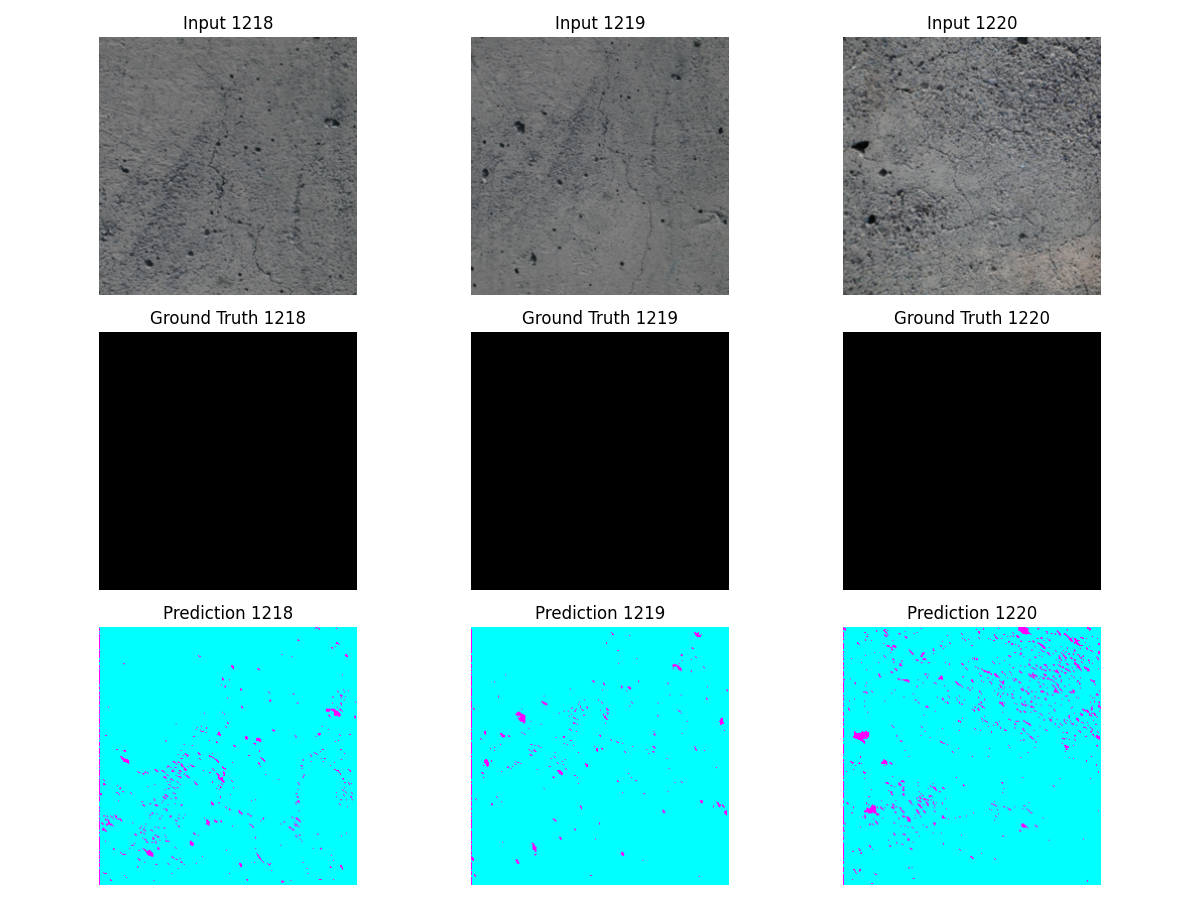 Input 1218
Input 1219
Input 1220
Ground Truth 1218
Ground Truth 1219
Ground Truth 1220
Prediction 1218
Prediction 1219
Prediction 1220